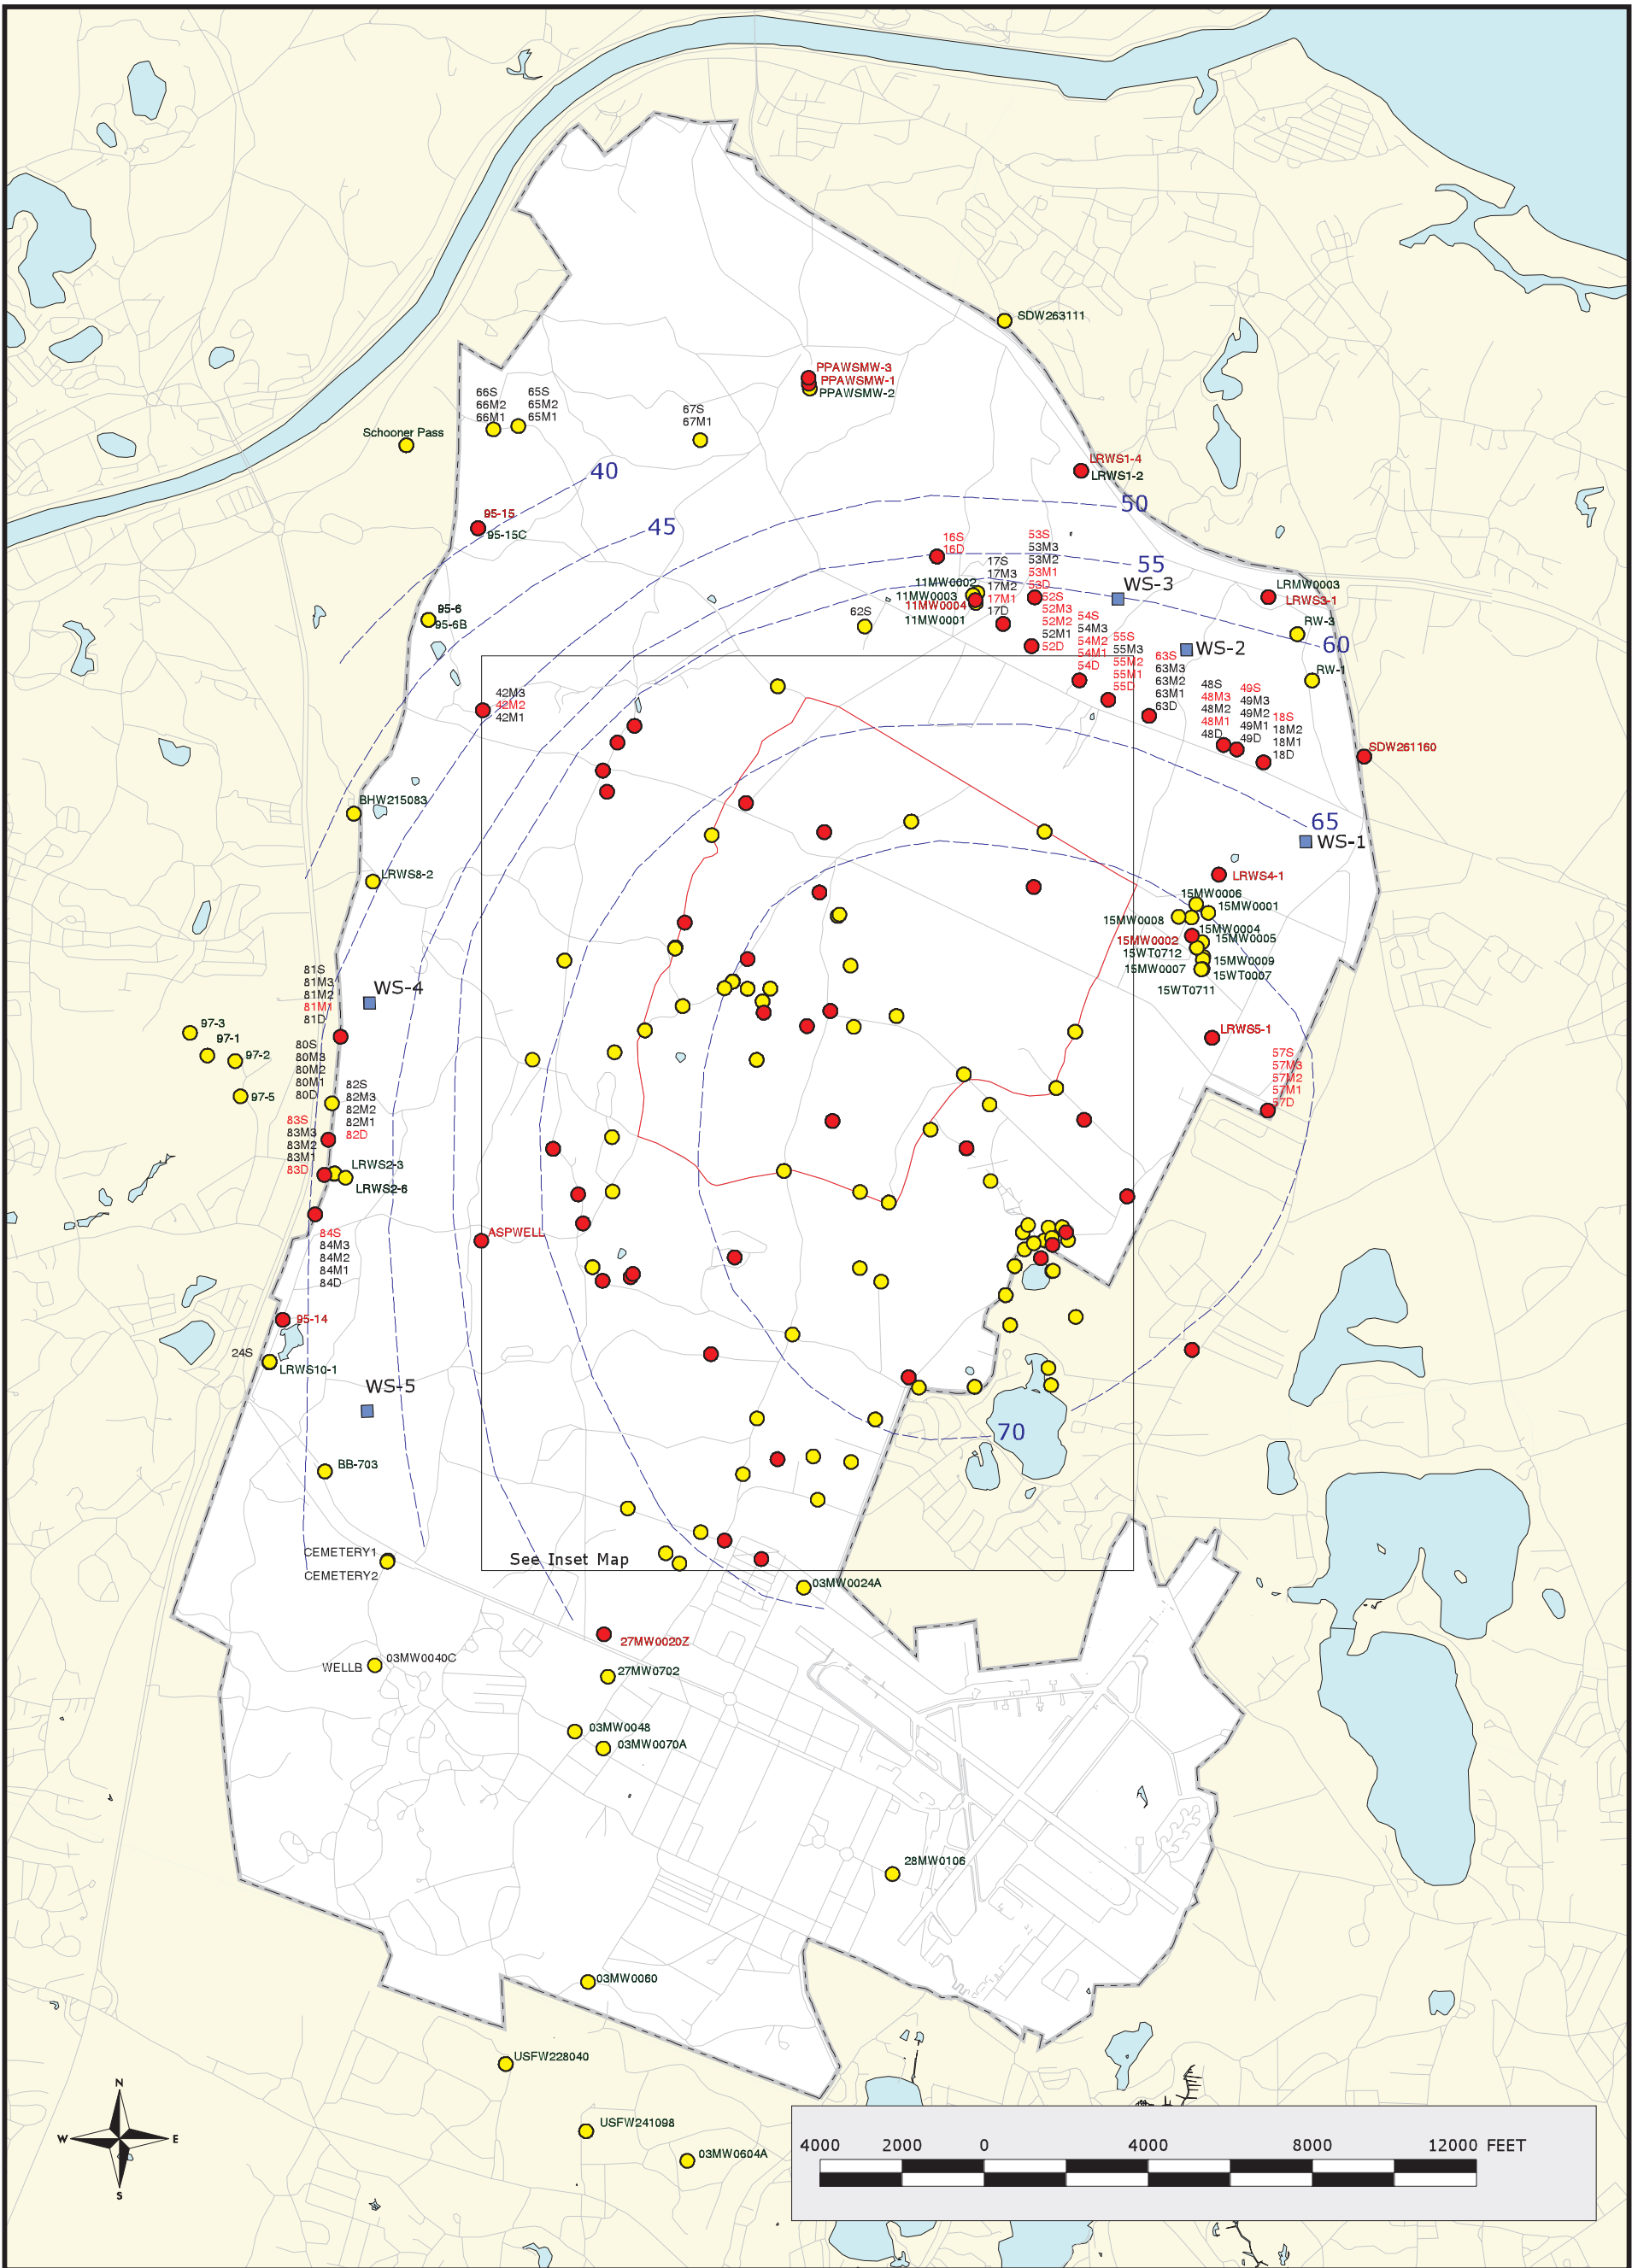 SDW263111
PPAWSMW-3
PPAWSMW-1
PPAWSMW-2
66S
66M2
66M1
65S
65M2
65M1
67S
67M1
Schooner Pass
40
LRWS1-4
LRWS1-2
50
95-15
95-15C
45
16S
16D
53S
53M3
53M2
53M1
53D
55
17S
17M3
17M2
17M1
17D
11MW0002
11MW0003
11MW0004
11MW0001
WS-3
LRMW0003
LRWS3-1
52S
52M3
52M2
52M1
52D
62S
95-6
95-6B
54S
54M3
54M2
54M1
54D
RW-3
60
55S
55M3
55M2
55M1
55D
WS-2
63S
63M3
63M2
63M1
63D
RW-1
48S
48M3
48M2
48M1
48D
49S
49M3
49M2
49M1
49D
42M3
42M2
42M1
18S
18M2
18M1
18D
SDW261160
BHW215083
65
WS-1
LRWS8-2
LRWS4-1
15MW0006
15MW0001
15MW0008
15MW0004
15MW0002
15MW0005
15WT0712
15MW0009
15MW0007
15WT0007
15WT0711
81S
81M3
81M2
81M1
81D
WS-4
97-3
97-1
97-2
97-5
LRWS5-1
80S
80M3
80M2
80M1
80D
57S
57M3
57M2
57M1
57D
82S
82M3
82M2
82M1
82D
83S
83M3
83M2
83M1
83D
LRWS2-3
LRWS2-6
ASPWELL
84S
84M3
84M2
84M1
84D
95-14
24S
LRWS10-1
WS-5
70
BB-703
CEMETERY1
CEMETERY2
See Inset Map
03MW0024A
27MW0020Z
WELLB
03MW0040C
27MW0702
03MW0048
03MW0070A
28MW0106
03MW0060
USFW228040
USFW241098
03MW0604A
N
W
E
S
4000 2000 0 4000 8000 12000 FEET